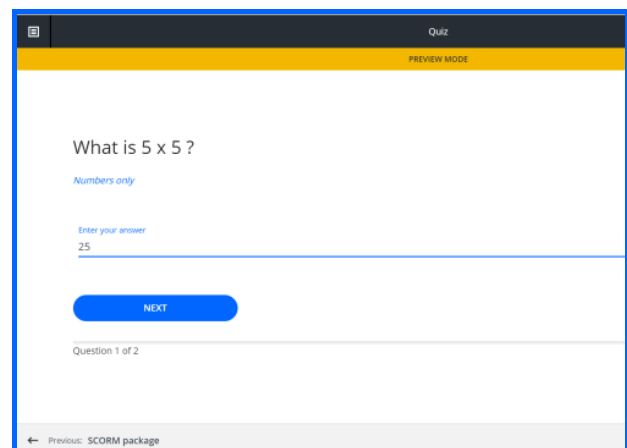 Quiz
PREVIEW MODE
What is 5 x 5 ?
Numbers only
Enter your answer
25
NEXT
Question 1 of 2
Previous: SCORM package